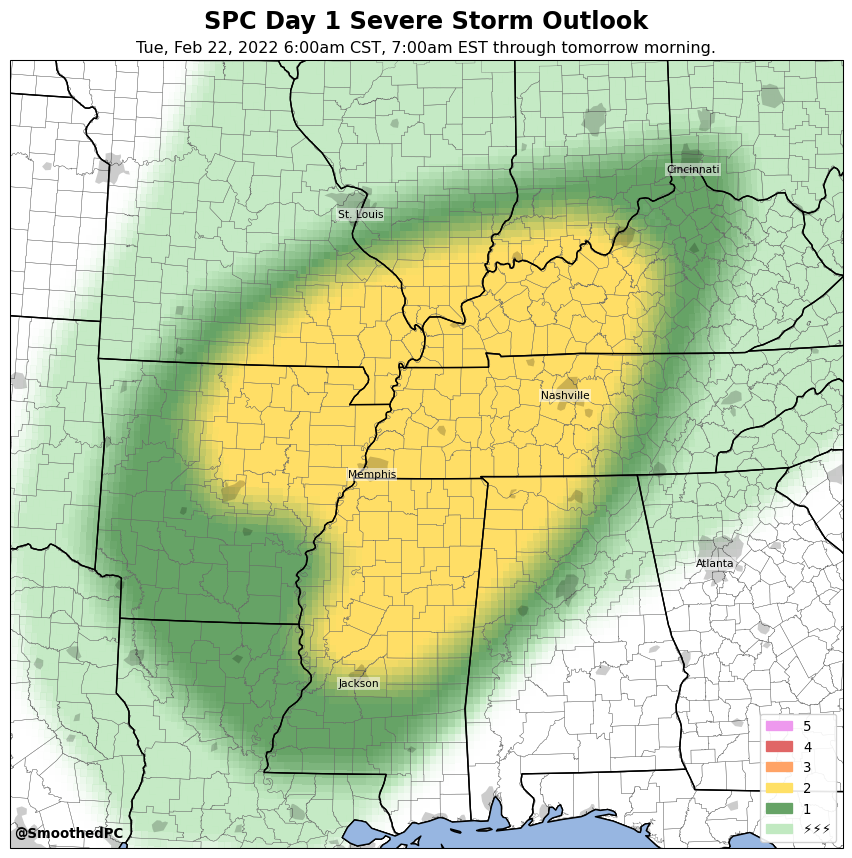 SPC Day 1 Severe Storm Outlook
Tue, Feb 22, 2022 6:00am CST, 7:00am EST through tomorrow morning.
Cincinnati
St. Louis
Nashville
Memphis
Atlanta
Jackson
5
4
3
2
1
⚡⚡⚡
@SmoothedPC